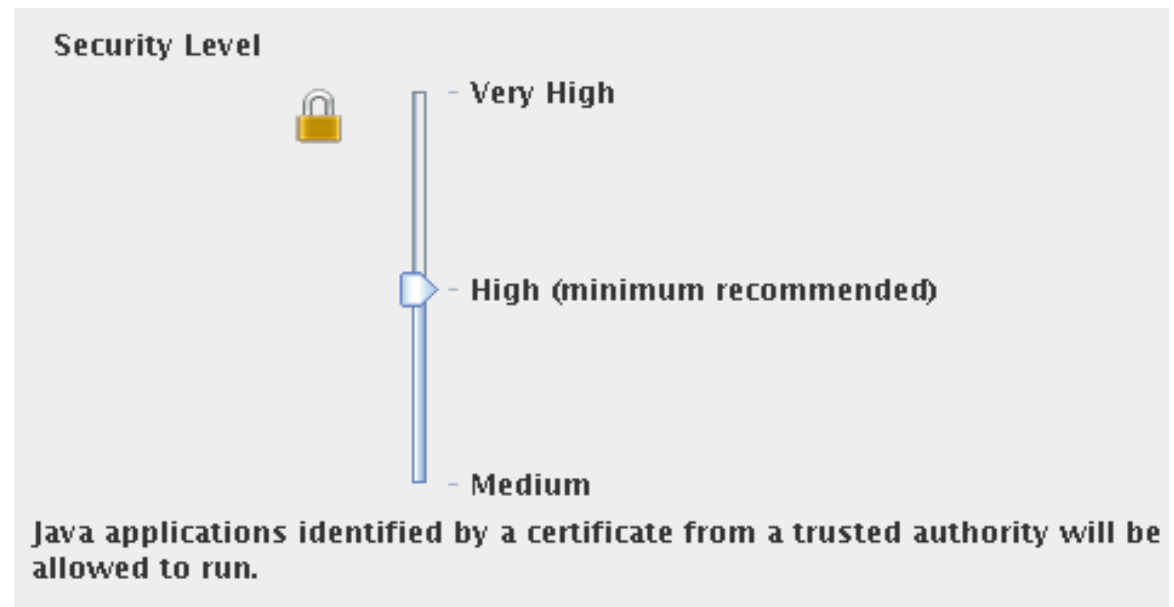 Security Level
Very High
High (minimum recommended)
Medium
Java applications identified by a certificate from a trusted authority will be
allowed to run.